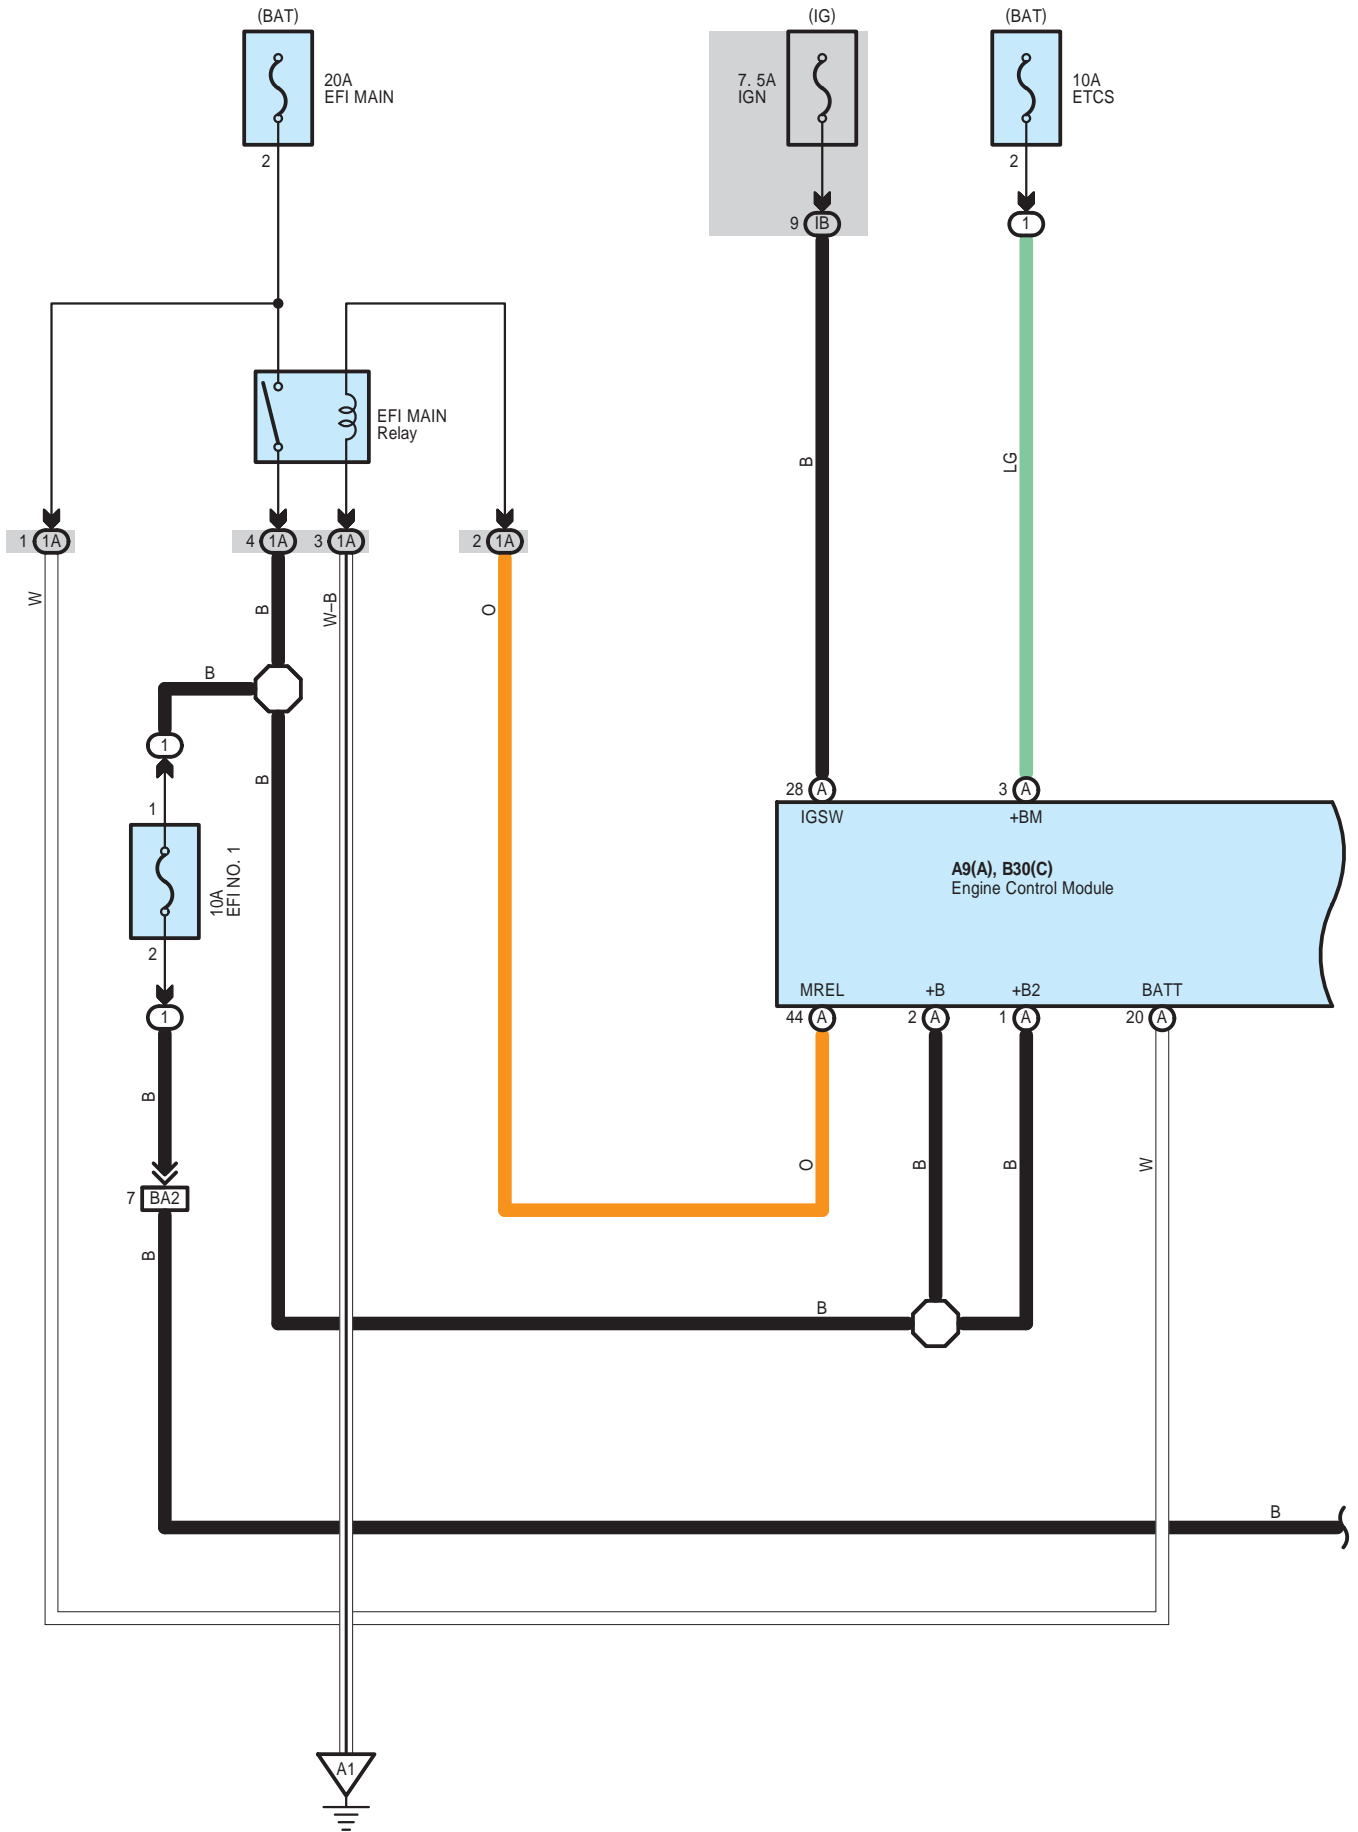 (BAT)
(IG)
(BAT)
20A
EFI MAIN
7. 5A
IGN
10A
ETCS
2
2
9 IB
1
EFI MAIN
Relay
B
LG
1 1A
4 1A
3 1A
2 1A
W
B
W–B
O
B
1
B
28 A
3 A
IGSW
+BM
1
10A
EFI NO. 1
A9(A), B30(C)
Engine Control Module
2
MREL
+B
+B2
BATT
1
44 A
2 A
1 A
20 A
B
O
B
B
W
7 BA2
B
B
B
A1